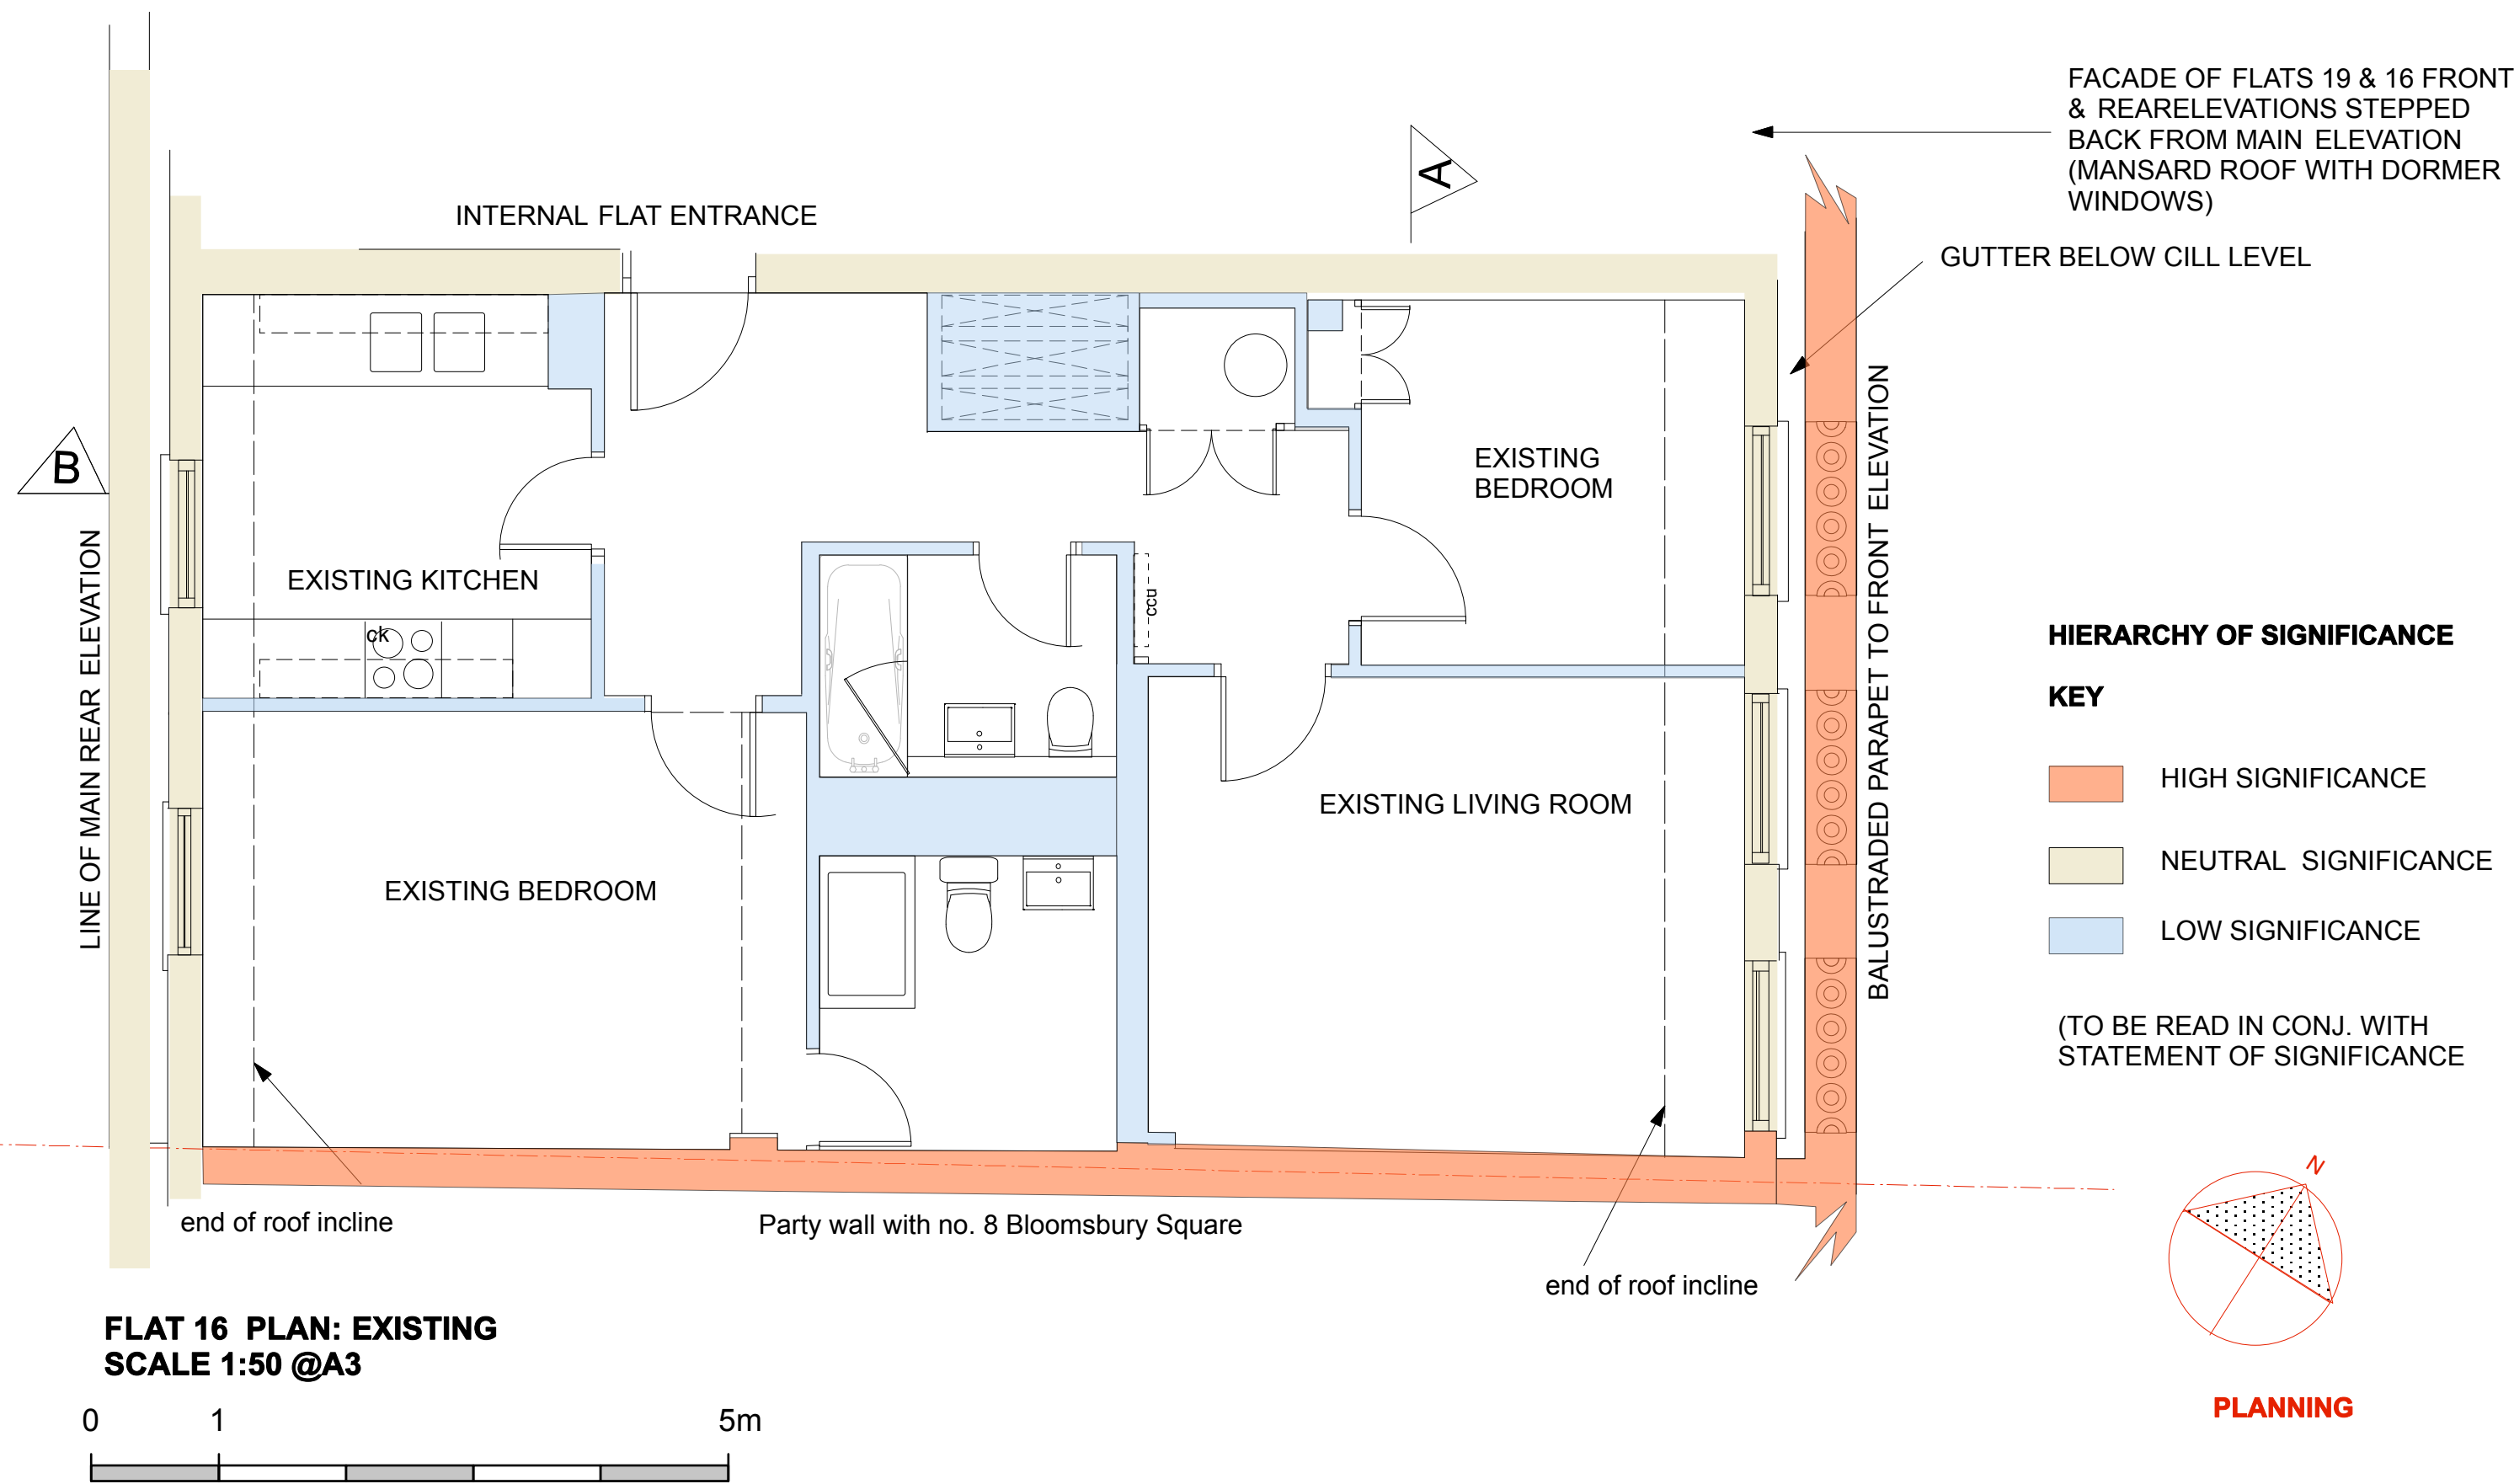 FACADE OF FLATS 19 & 16 FRONT
& REARELEVATIONS STEPPED
BACK FROM MAIN ELEVATION
(MANSARD ROOF WITH DORMER
WINDOWS)
A
INTERNAL FLAT ENTRANCE
GUTTER BELOW CILL LEVEL
B
EXISTING
BEDROOM
EXISTING KITCHEN
ck
ccu
LINE OF MAIN REAR ELEVATION
BALUSTRADED PARAPET TO FRONT ELEVATION
EXISTING LIVING ROOM
EXISTING BEDROOM
HIERARCHY OF SIGNIFICANCE
KEY
HIGH SIGNIFICANCE
NEUTRAL SIGNIFICANCE
LOW SIGNIFICANCE
(TO BE READ IN CONJ. WITH
STATEMENT OF SIGNIFICANCE
N
end of roof incline
Party wall with no. 8 Bloomsbury Square
end of roof incline
FLAT 16 PLAN: EXISTING
SCALE 1:50 @A3
0 1 5m
PLANNING